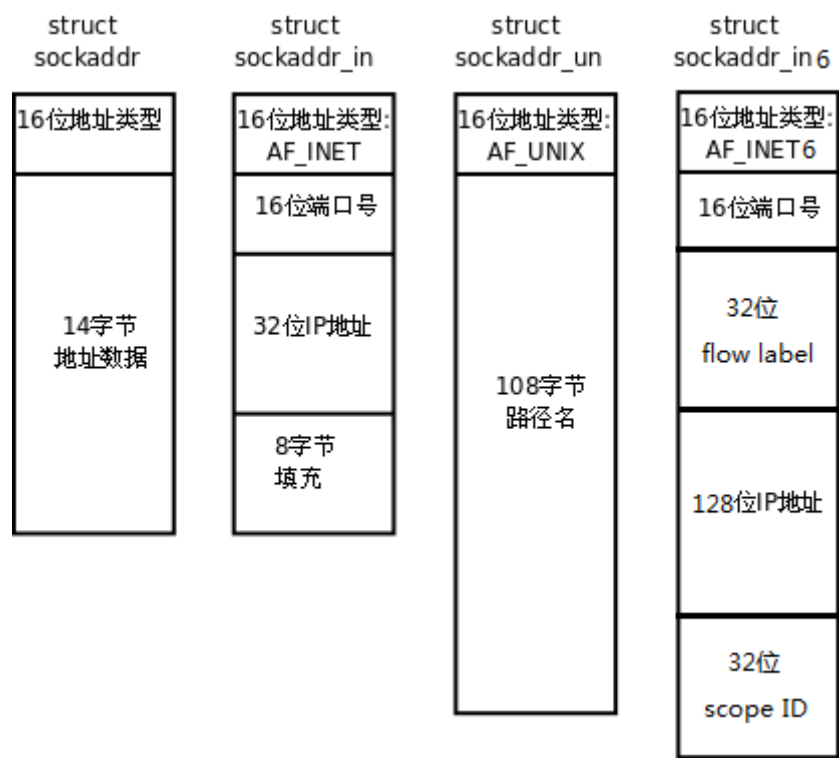 struct
sockaddr
16位地址类型
14字节
地址数据
struct
sockaddr_in
16位地址类型:
AF_INET
16位端口号
32位IP地址
8字节
填充
struct
sockaddr_un
16位地址类型:
AF_UNIX
108字节
路径名
struct
sockaddr_in6
16位地址类型:
AF_INET6
16位端口号
32位
flow label
128位IP地址
32位
scope ID